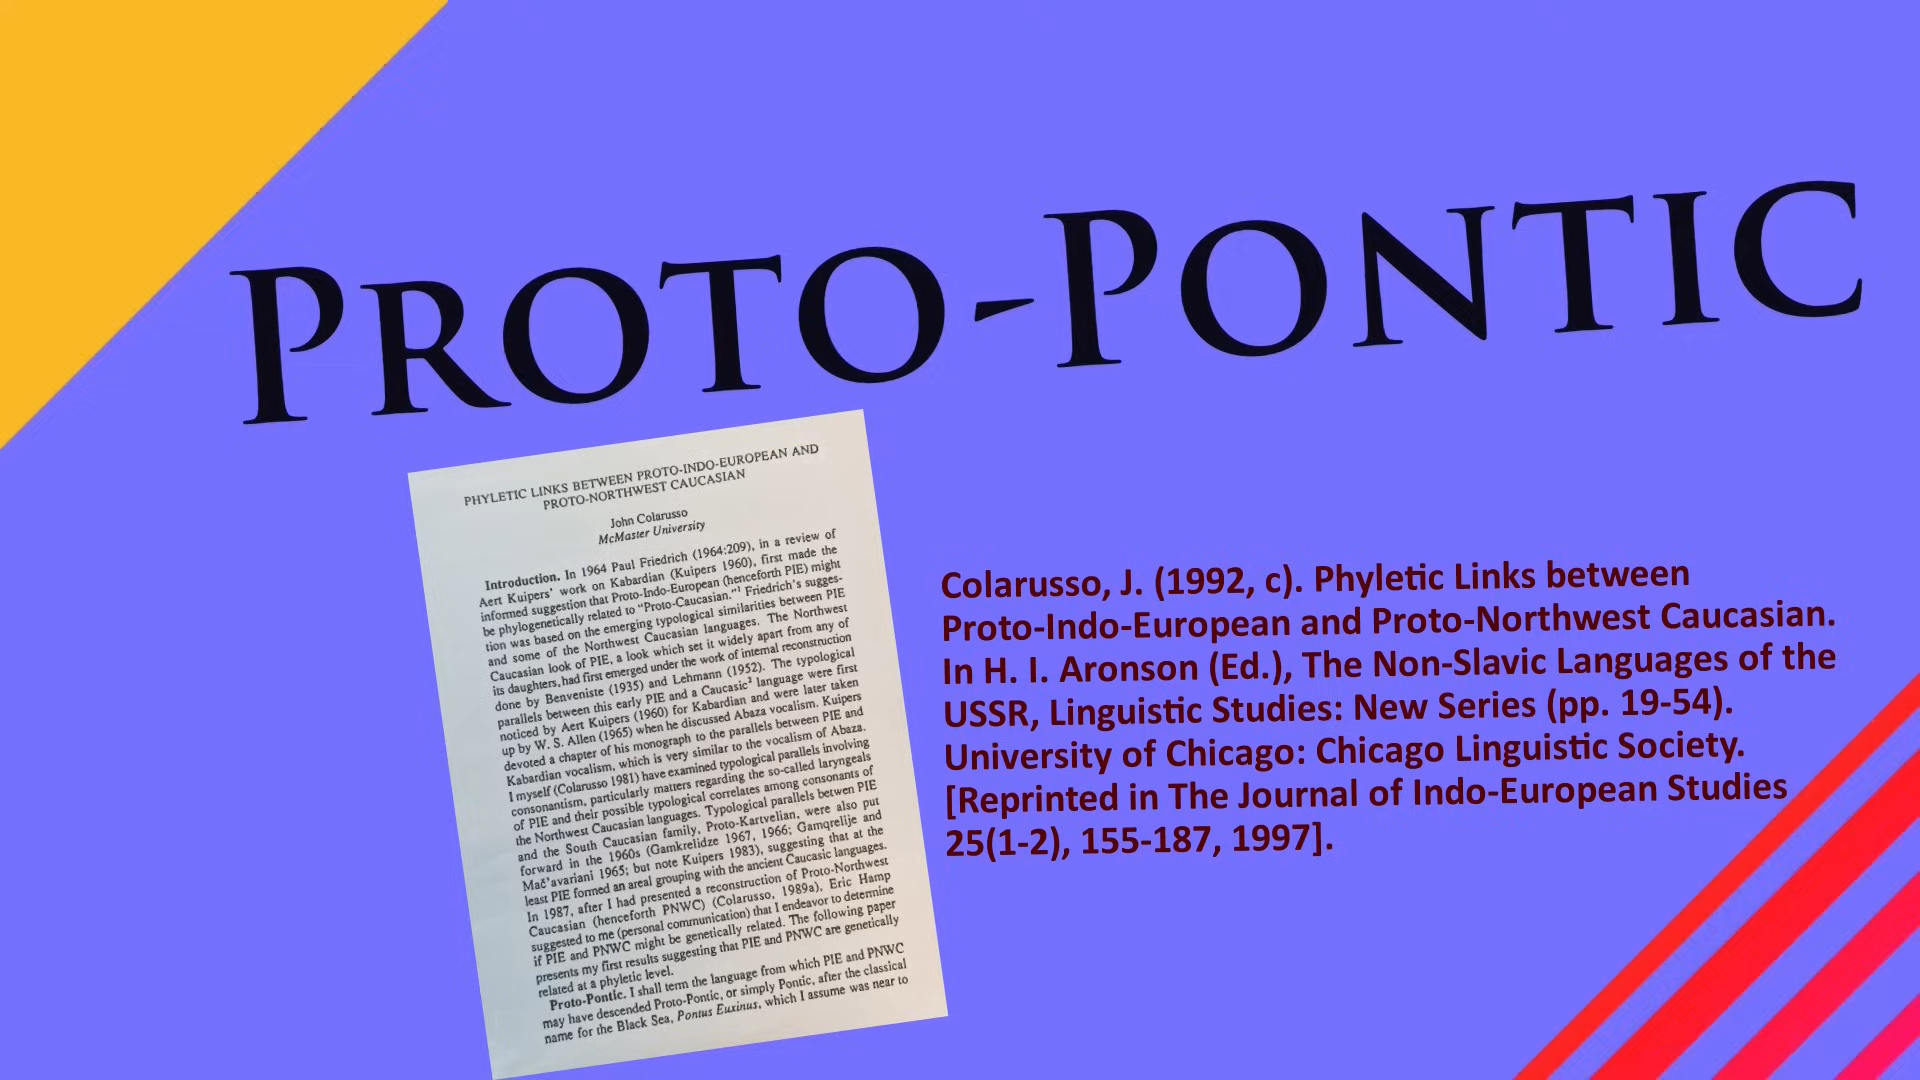 PROTO-PONTIC
PHYLETIC LINKS BETWEEN PROTO-INDO-EUROPEAN AND
PROTO-NORTHWEST CAUCASIAN
John Colarusso
McMaster University
Introduction. In 1964 Paul Friedrich (1964:209), in a review of
Aert Kuipers' work on Kabardian (Kuipers 1960), first made the
informed suggestion that Proto-Indo-European (henceforth PIE) might
be phylogenetically related to "Proto-Caucasian."¹ Friedrich's sugges-
tion was based on the emerging typological similarities between PIE
and some of the Northwest Caucasian languages. The Northwest
Caucasian look of PIE, a look which set it widely apart from any of
its daughters, had first emerged under the work of internal reconstruction
done by Benveniste (1935) and Lehmann (1952). The typological
parallels between this early PIE and a Caucasic² language were first
noticed by Aert Kuipers (1960) for Kabardian and were later taken
up by W. S. Allen (1965) when he discussed Abaza vocalism. Kuipers
devoted a chapter of his monograph to the parallels between PIE and
Kabardian vocalism, which is very similar to the vocalism of Abaza.
I myself (Colarusso 1981) have examined typological parallels involving
consonantism, particularly matters regarding the so-called laryngeals
of PIE and their possible typological correlates among consonants of
the Northwest Caucasian languages. Typological parallels betwen PIE
and the South Caucasian family, Proto-Kartvelian, were also put
forward in the 1960s (Gamkrelidze 1967, 1966; Gamqrelije and
Mač'avariani 1965; but note Kuipers 1983), suggesting that at the
least PIE formed an areal grouping with the ancient Caucasic languages.
In 1987, after I had presented a reconstruction of Proto-Northwest
Caucasian (henceforth PNWC) (Colarusso, 1989a), Eric Hamp
suggested to me (personal communication) that I endeavor to determine
if PIE and PNWC might be genetically related. The following paper
presents my first results suggesting that PIE and PNWC are genetically
related at a phyletic level.
Proto-Pontic. I shall term the language from which PIE and PNWC
may have descended Proto-Pontic, or simply Pontic, after the classical
name for the Black Sea, Pontus Euxinus, which I assume was near to
Colarusso, J. (1992, c). Phyletic Links between
Proto-Indo-European and Proto-Northwest Caucasian.
In H. I. Aronson (Ed.), The Non-Slavic Languages of the
USSR, Linguistic Studies: New Series (pp. 19-54).
University of Chicago: Chicago Linguistic Society.
[Reprinted in The Journal of Indo-European Studies
25(1-2), 155-187, 1997].